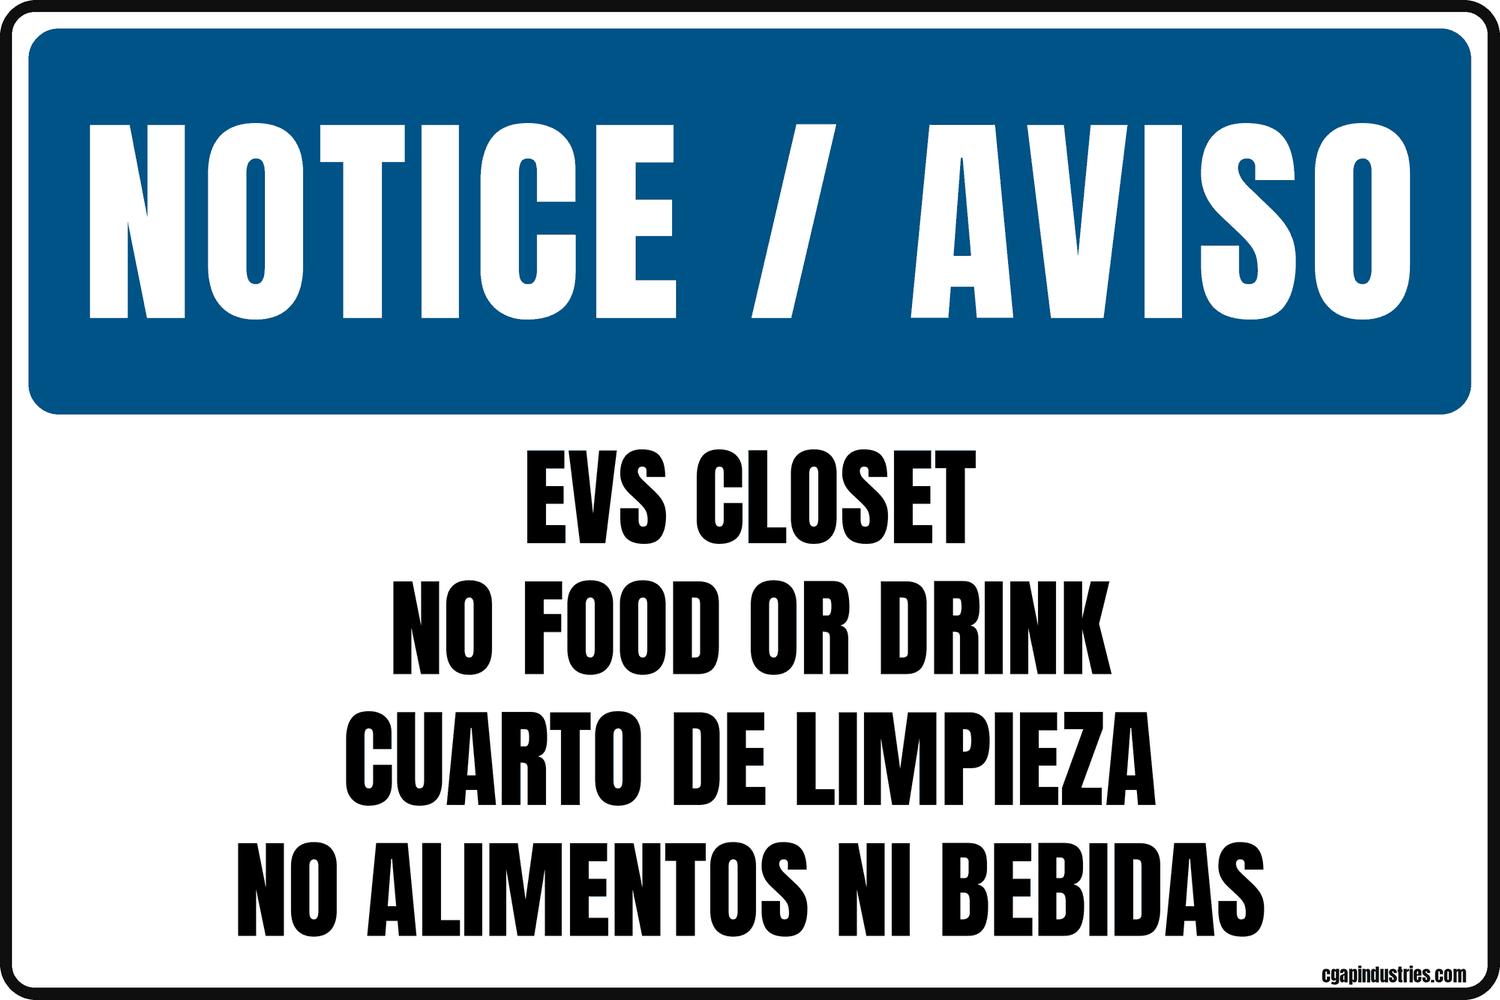 NOTICE / AVISO
EVS CLOSET
NO FOOD OR DRINK
CUARTO DE LIMPIEZA
NO ALIMENTOS NI BEBIDAS
cgapindustries.com